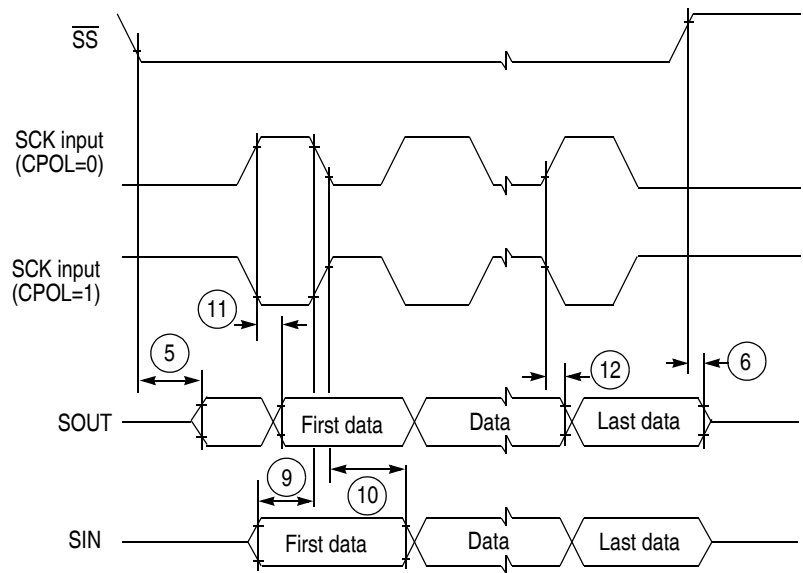 SS
SCK input
(CPOL=0)
SCK input
(CPOL=1)
11
5
12
6
SOUT
First data
Data
Last data
9
10
SIN
First data
Data
Last data